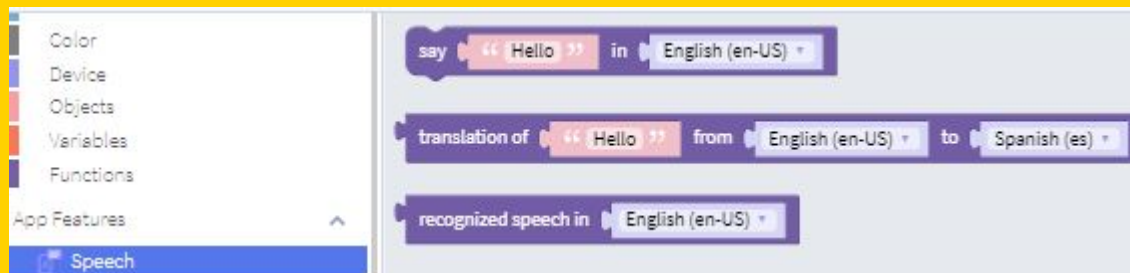 Color
Device
Objects
Variables
Functions
App Features
Speech
say “ Hello ” in English (en-US)
translation of “ Hello ” from English (en-US) to Spanish (es)
recognized speech in English (en-US)